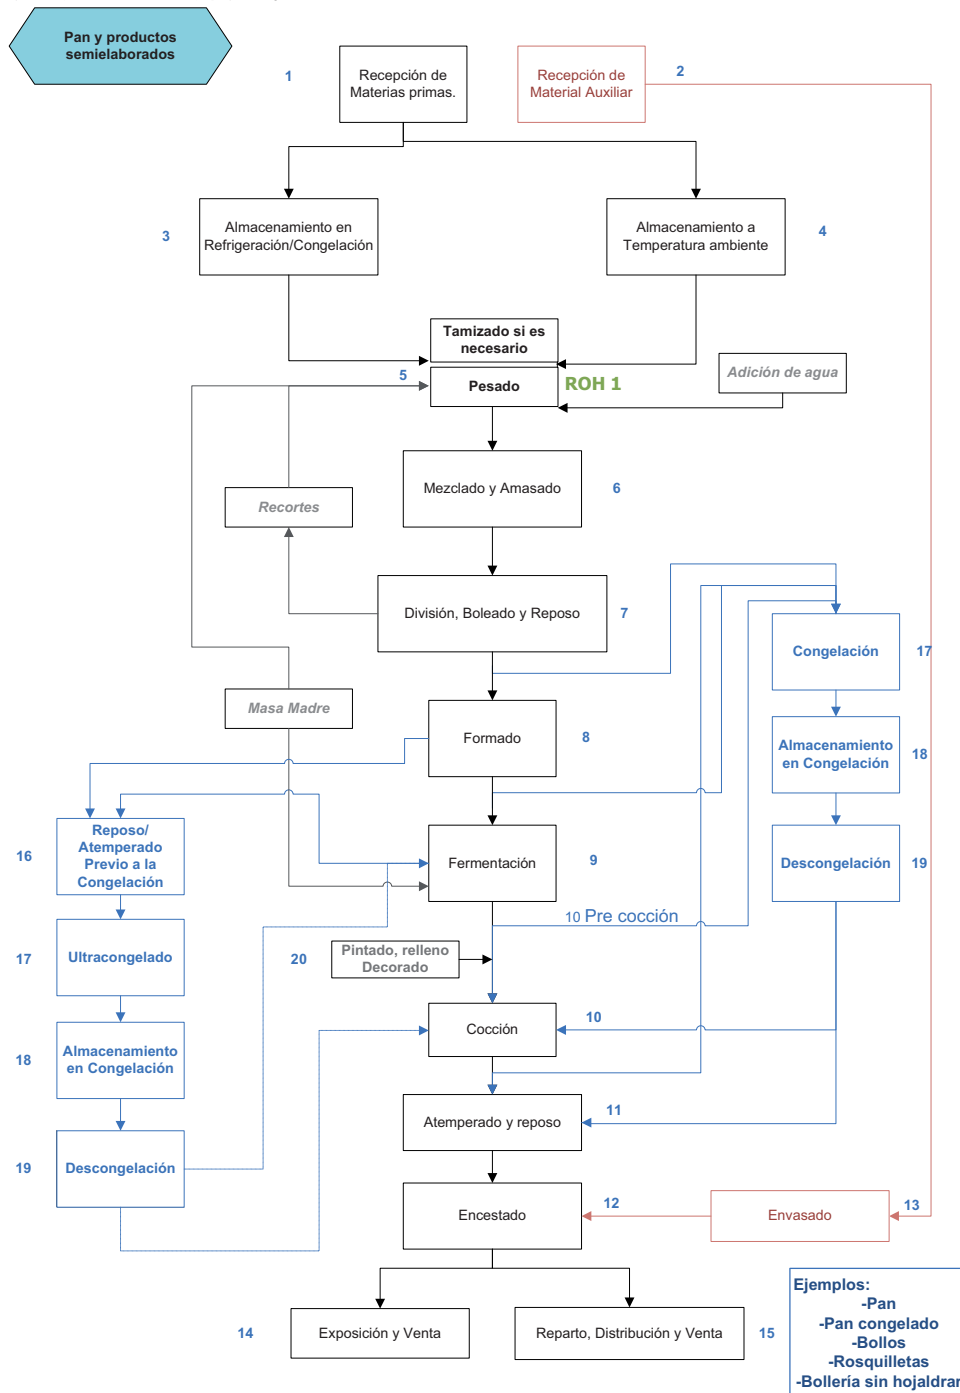 Pan y productos
semielaborados
1
Recepción de
Materias primas.
Recepción de
Material Auxiliar
2
3
Almacenamiento en
Refrigeración/Congelación
Almacenamiento a
Temperatura ambiente
4
Tamizado si es
necesario
5
Pesado
ROH 1
Adición de agua
Mezclado y Amasado
6
Recortes
División, Boleado y Reposo
7
Congelación
17
Masa Madre
Formado
8
Almacenamiento
en Congelación
18
16
Reposo/
Atemperado
Previo a la
Congelación
Fermentación
9
Descongelación
19
10 Pre cocción
17
Ultracongelado
20
Pintado, relleno
Decorado
Cocción
10
18
Almacenamiento
en Congelación
Atemperado y reposo
11
19
Descongelación
Encestado
12
Envasado
13
14
Exposición y Venta
Reparto, Distribución y Venta
15
Ejemplos:
-Pan
-Pan congelado
-Bollos
-Rosquilletas
-Bollería sin hojaldrar